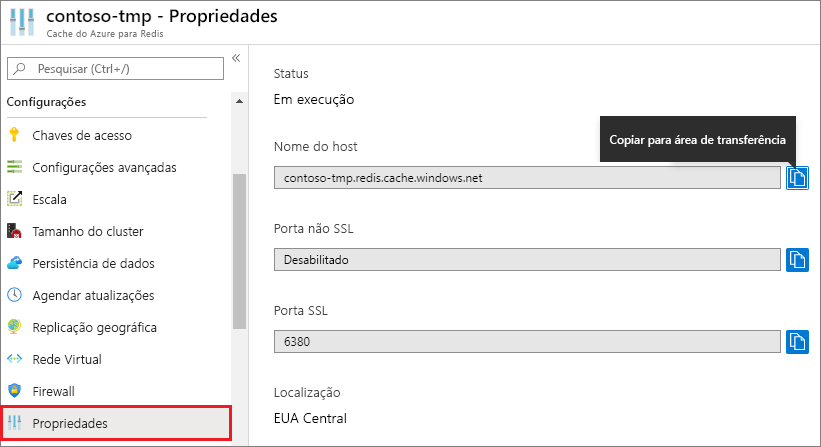 contoso-tmp - Propriedades
Cache do Azure para Redis
Pesquisar (Ctrl+/)
Configurações
Chaves de acesso
Configurações avançadas
Escala
Tamanho do cluster
Persistência de dados
Agendar atualizações
Replicação geográfica
Rede Virtual
Firewall
Propriedades
Status
Em execução
Copiar para área de transferência
Nome do host
contoso-tmp.redis.cache.windows.net
Porta não SSL
Desabilitado
Porta SSL
6380
Localização
EUA Central